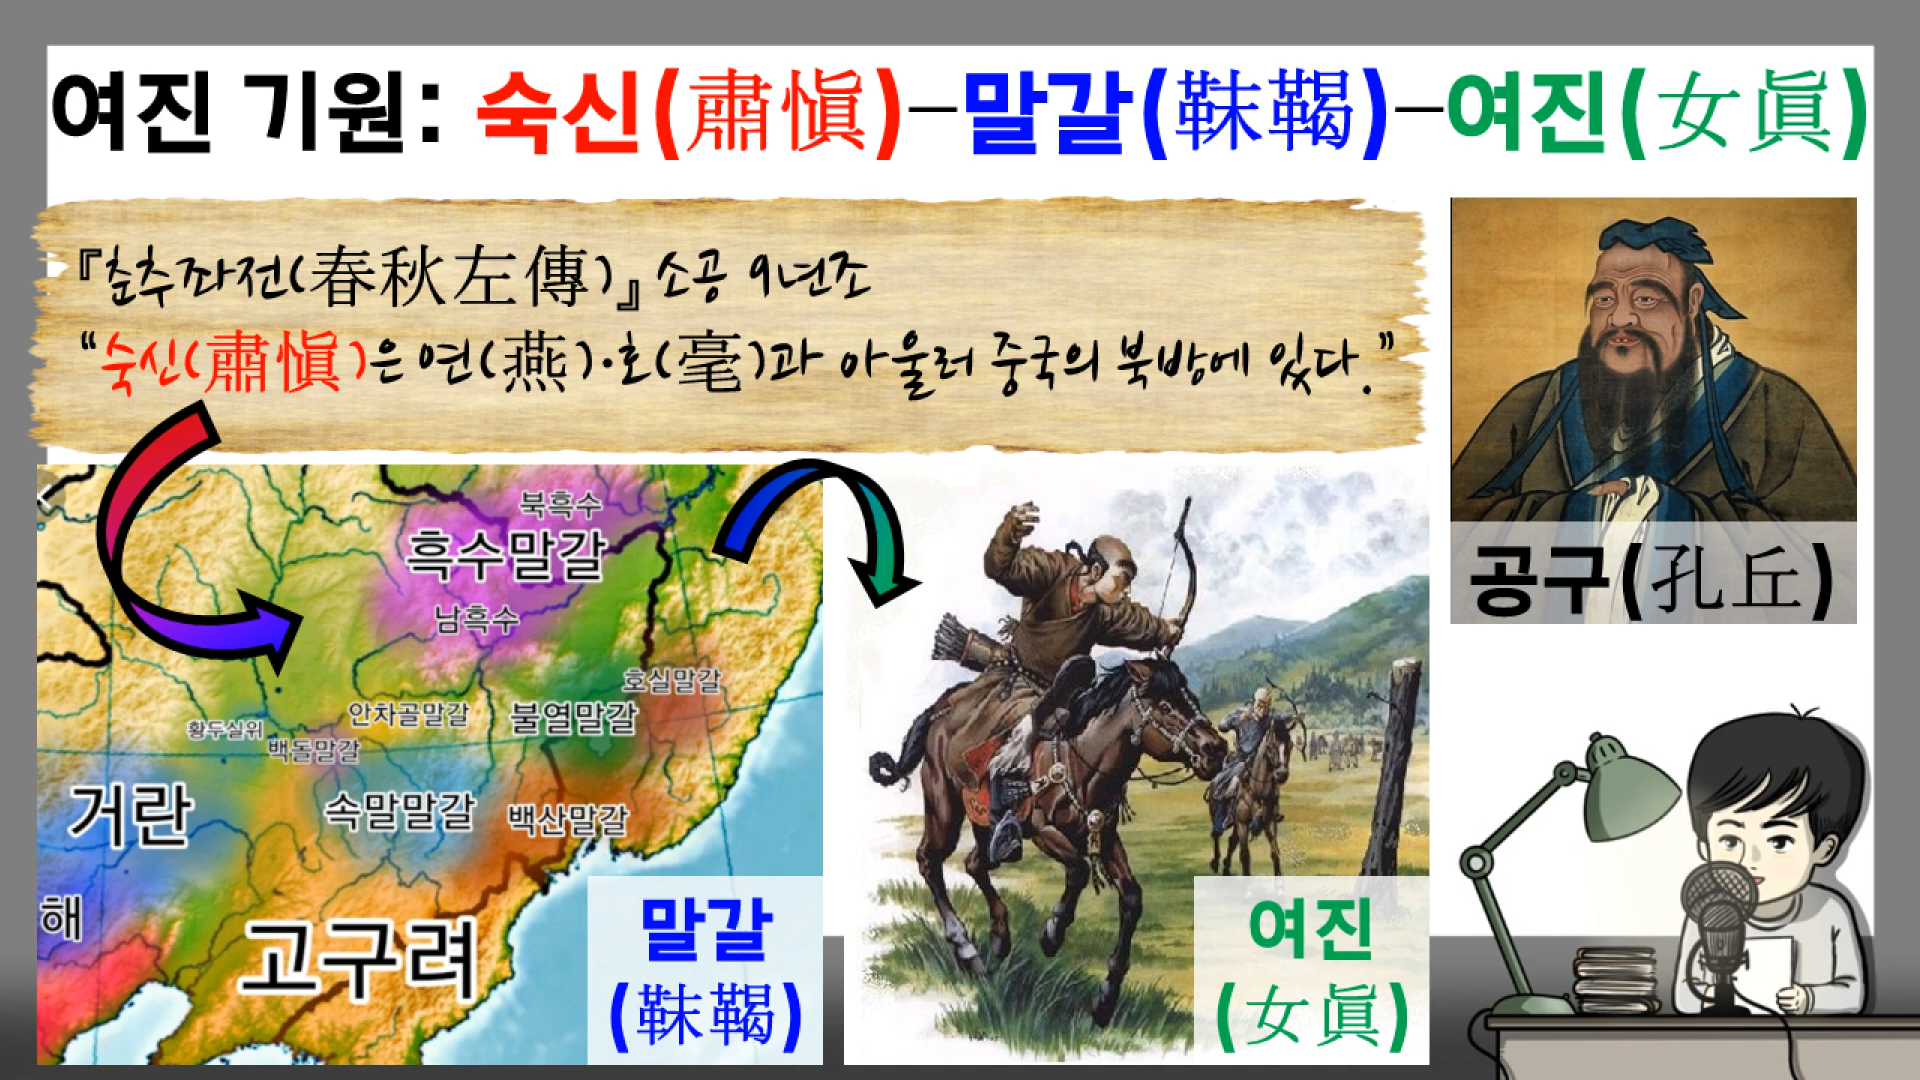 여진 기원: 숙신(肅愼)–말갈(靺鞨)–여진(女眞)
『춘추좌전(春秋左傳)』 소공 9년조
“숙신(肅愼)은 연(燕)·호(毫)과 아울러 중국의 북방에 있다.”
공구(孔丘)
북흑수
흑수말갈
남흑수
호실말갈
안차골말갈
불열말갈
황두실위
백돌말갈
거란
속말말갈
백산말갈
해
고구려
말갈
(靺鞨)
여진
(女眞)